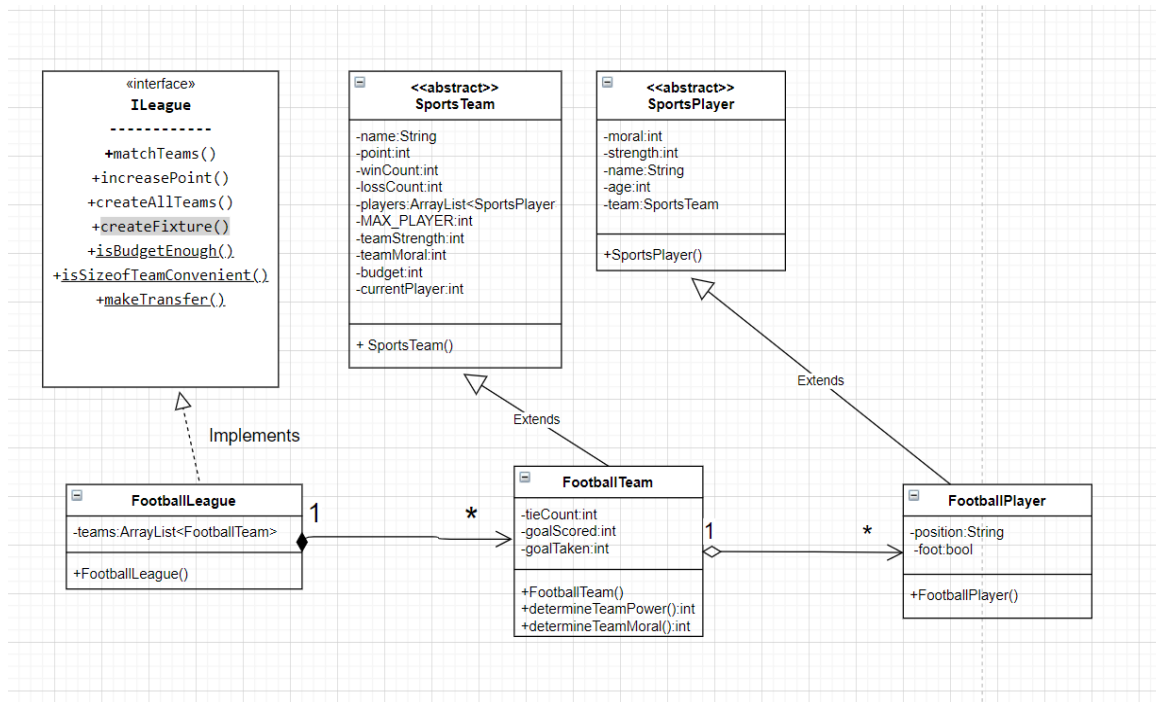 «interface»
ILeague
------------
+matchTeams()
+increasePoint()
+createAllTeams()
+createFixture()
+isBudgetEnough()
+isSizeofTeamConvenient()
+makeTransfer()
<<abstract>>
SportsTeam
-name:String
-point:int
-winCount:int
-lossCount:int
-players:ArrayList<SportsPlayer
-MAX_PLAYER:int
-teamStrength:int
-teamMoral:int
-budget:int
-currentPlayer:int
+ SportsTeam()
<<abstract>>
SportsPlayer
-moral:int
-strength:int
-name:String
-age:int
-team:SportsTeam
+SportsPlayer()
Implements
Extends
Extends
FootballLeague
-teams:ArrayList<FootballTeam>
+FootballLeague()
1
*
FootballTeam
-tieCount:int
-goalScored:int
-goalTaken:int
+FootballTeam()
+determineTeamPower():int
+determineTeamMoral():int
1
*
FootballPlayer
-position:String
-foot:bool
+FootballPlayer()